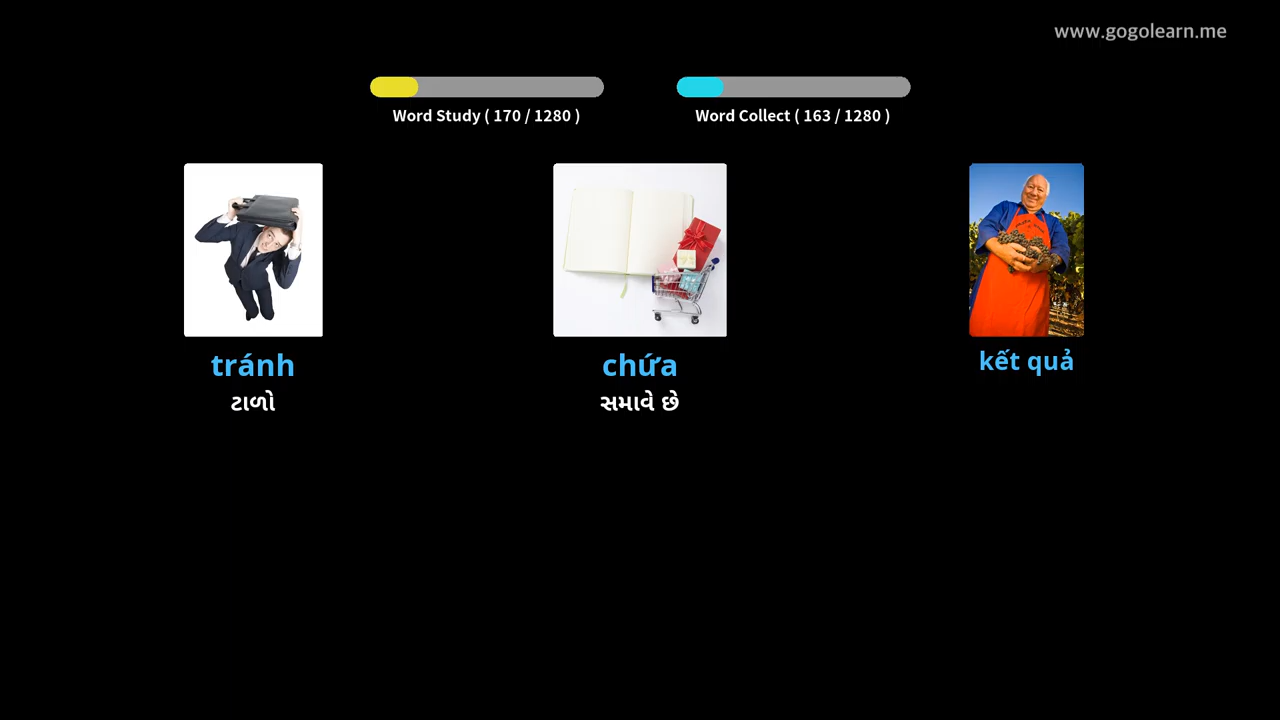 www.gogolearn.me
Word Study ( 170 / 1280 )
Word Collect ( 163 / 1280 )
tránh
chứa
kết quả
ટાળો
સમાવે છે